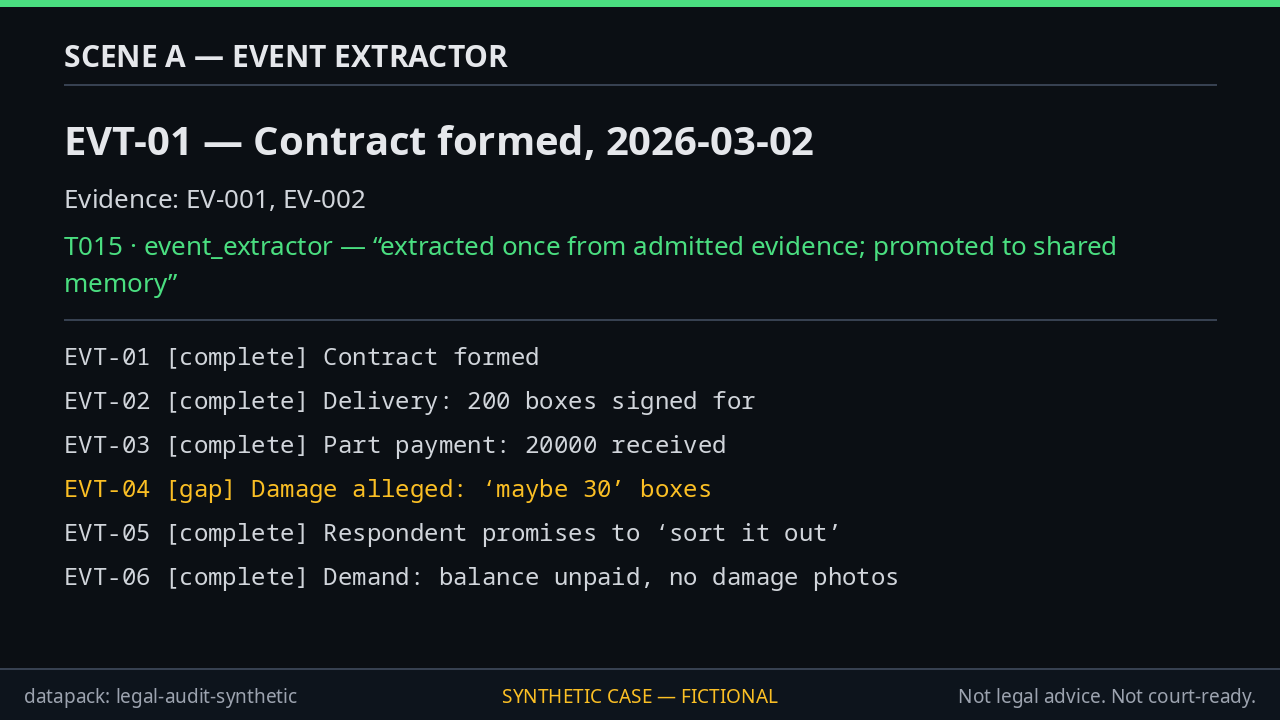 SCENE A — EVENT EXTRACTOR
EVT-01 — Contract formed, 2026-03-02
Evidence: EV-001, EV-002
T015 · event_extractor — “extracted once from admitted evidence; promoted to shared
memory”
EVT-01 [complete] Contract formed
EVT-02 [complete] Delivery: 200 boxes signed for
EVT-03 [complete] Part payment: 20000 received
EVT-04 [gap] Damage alleged: ‘maybe 30’ boxes
EVT-05 [complete] Respondent promises to ‘sort it out’
EVT-06 [complete] Demand: balance unpaid, no damage photos
datapack: legal-audit-synthetic
SYNTHETIC CASE — FICTIONAL
Not legal advice. Not court-ready.